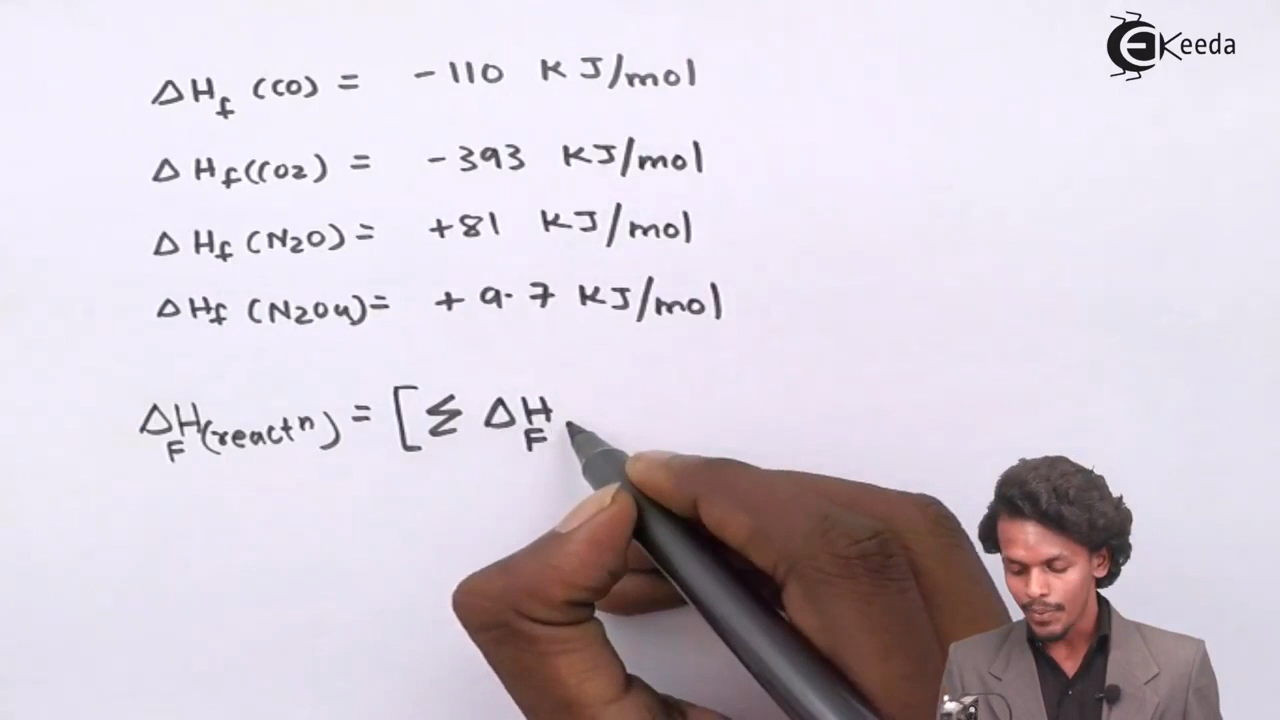 Keeda
ΔHf (CO) = -110 KJ/mol
ΔHf(CO2) = -393 KJ/mol
ΔHf (N2O) = +81 KJ/mol
ΔHf (N2O4) = +9.7 KJ/mol
ΔHF(reactn) = [Σ ΔHF